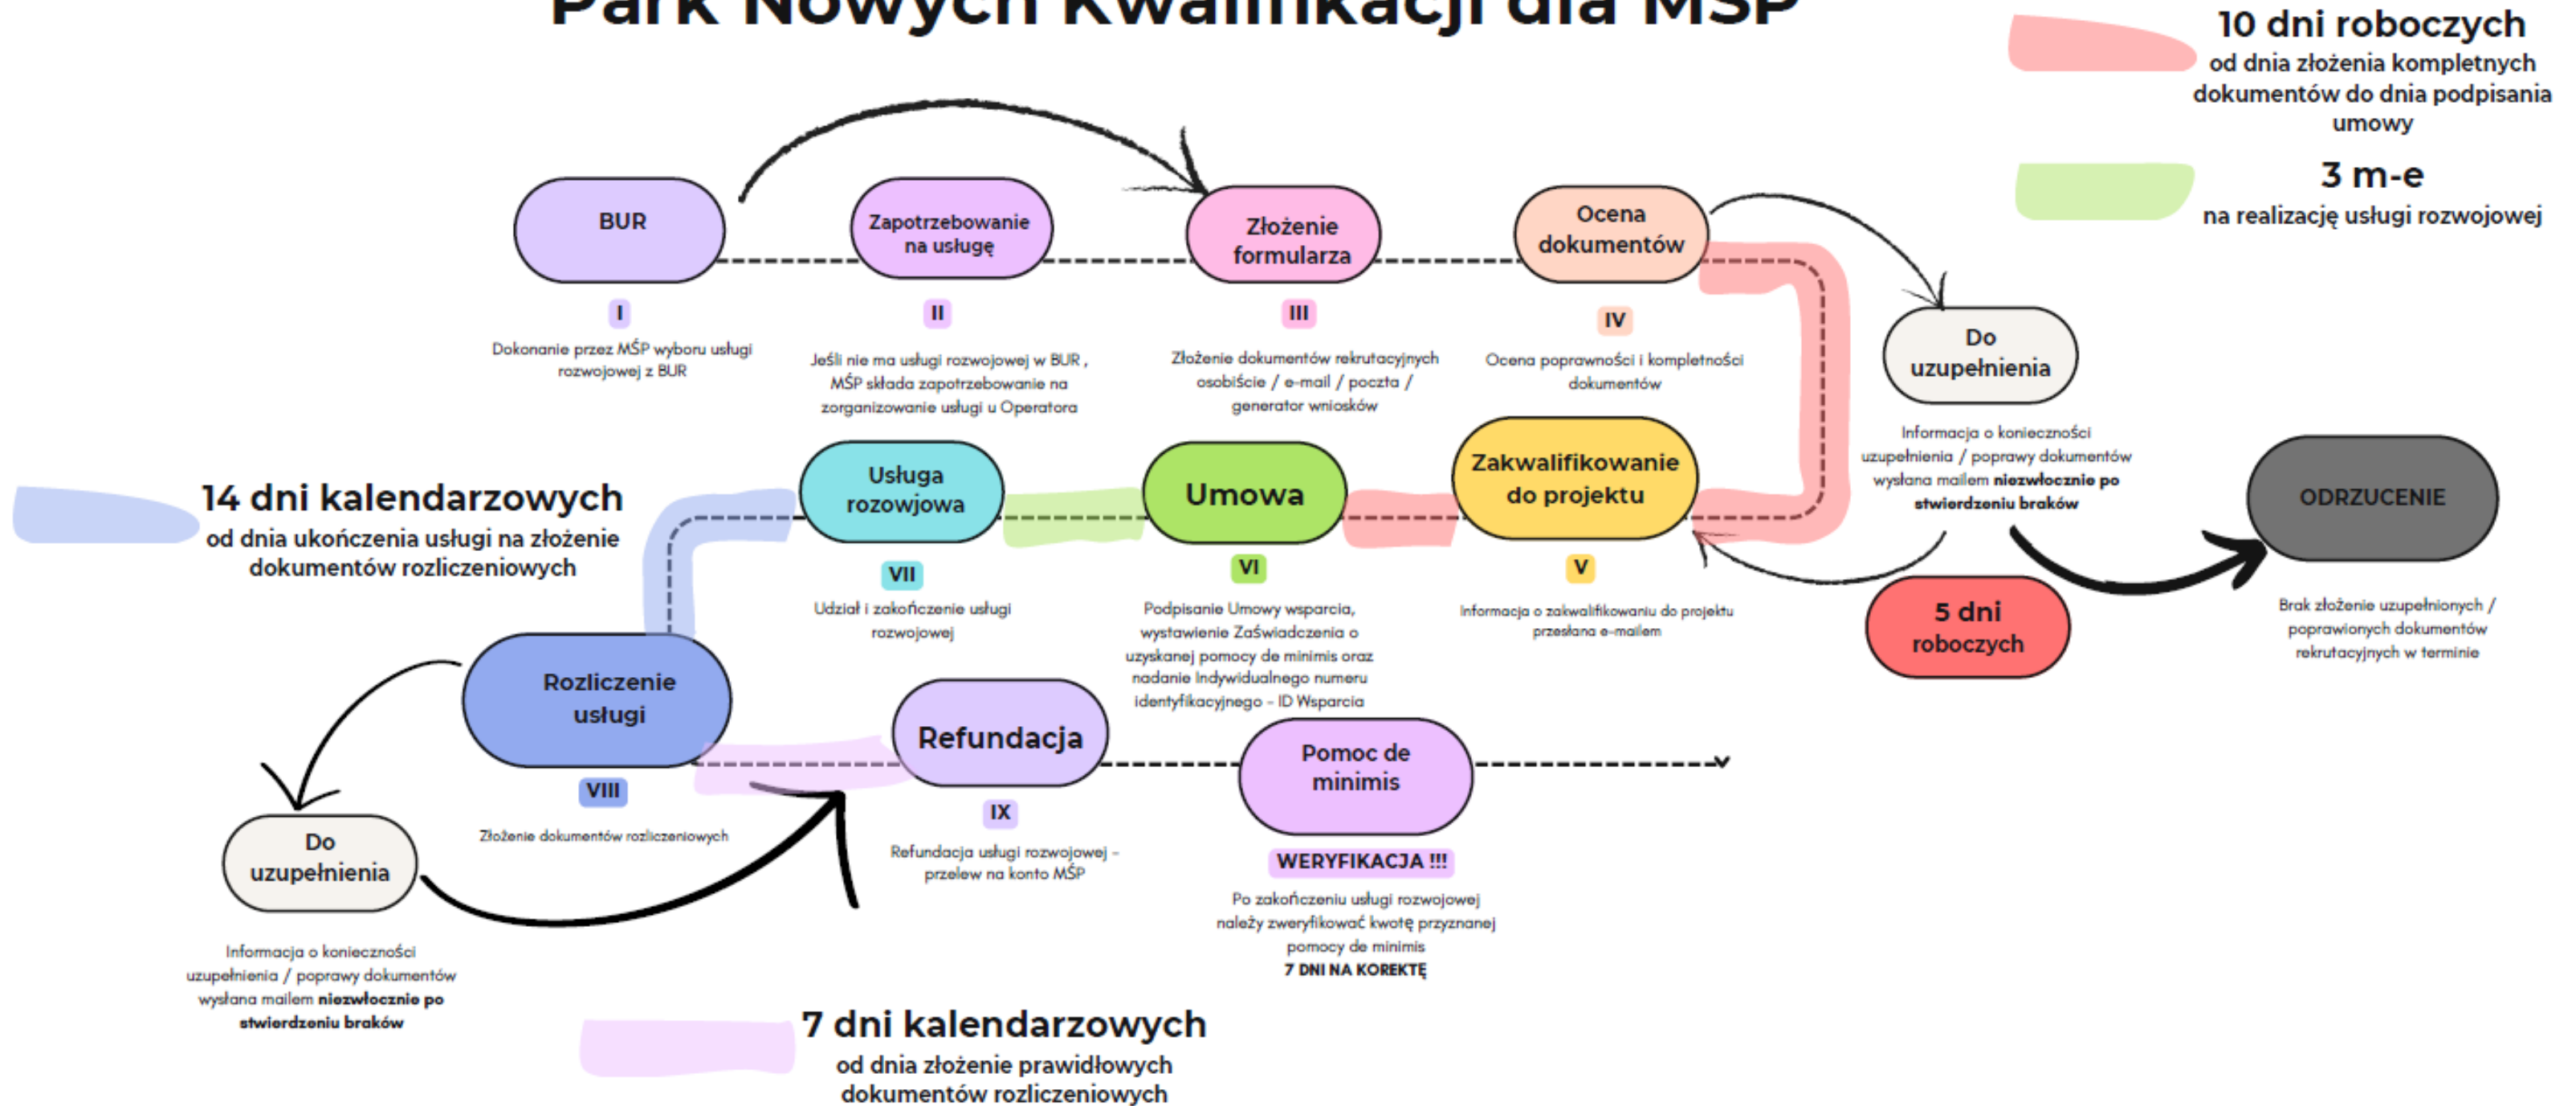 Park Nowych Kwalifikacji dla MŚP
10 dni roboczych
od dnia złożenia kompletnych
dokumentów do dnia podpisania
umowy
3 m-e
na realizację usługi rozwojowej
BUR
I
Dokonanie przez MŚP wyboru usługi
rozwojowej z BUR
Zapotrzebowanie
na usługę
II
Jeśli nie ma usługi rozwojowej w BUR ,
MŚP składa zapotrzebowanie na
zorganizowanie usługi u Operatora
Złożenie
formularza
III
Złożenie dokumentów rekrutacyjnych
osobiście / e-mail / poczta /
generator wniosków
Ocena
dokumentów
IV
Ocena poprawności i kompletności
dokumentów
Do
uzupełnienia
Informacja o konieczności
uzupełnienia / poprawy dokumentów
wysłana mailem niezwłocznie po
stwierdzeniu braków
5 dni
roboczych
ODRZUCENIE
Brak złożenie uzupełnionych /
poprawionych dokumentów
rekrutacyjnych w terminie
Zakwalifikowanie
do projektu
V
Informacja o zakwalifikowaniu do projektu
przesłana e-mailem
Umowa
VI
Podpisanie Umowy wsparcia,
wystawienie Zaświadczenia o
uzyskanej pomocy de minimis oraz
nadanie Indywidualnego numeru
identyfikacyjnego - ID Wsparcia
Usługa
rozowjowa
VII
Udział i zakończenie usługi
rozwojowej
14 dni kalendarzowych
od dnia ukończenia usługi na złożenie
dokumentów rozliczeniowych
Rozliczenie
usługi
VIII
Złożenie dokumentów rozliczeniowych
Do
uzupełnienia
Informacja o konieczności
uzupełnienia / poprawy dokumentów
wysłana mailem niezwłocznie po
stwierdzeniu braków
Refundacja
IX
Refundacja usługi rozwojowej -
przelew na konto MŚP
Pomoc de
minimis
WERYFIKACJA !!!
Po zakończeniu usługi rozwojowej
należy zweryfikować kwotę przyznanej
pomocy de minimis
7 DNI NA KOREKTĘ
7 dni kalendarzowych
od dnia złożenie prawidłowych
dokumentów rozliczeniowych